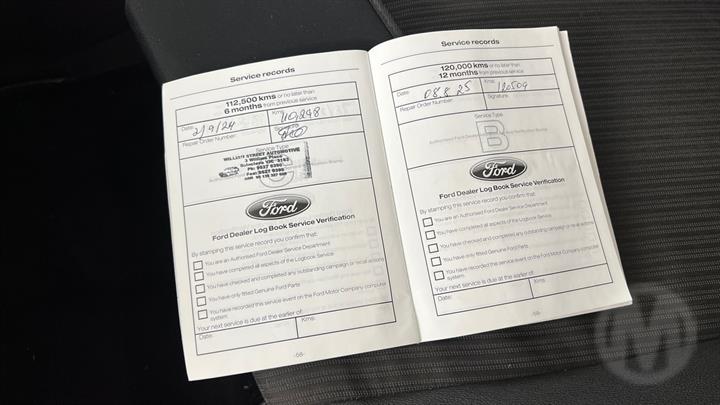 Service records
112,500 kms or no later than
6 months from previous service
Date: 2/9/24
Kms: 110,248
Repair Order Number:
Signature:
Service Type
WILLIS STREET AUTOMOTIVE
Ford
Ford Dealer Log Book Service Verification
By stamping this service record you confirm that:
You are an Authorised Ford Dealer Service Department
You have completed all aspects of the Logbook Service
You have checked and completed any outstanding campaign or recall actions
You have only fitted Genuine Ford Parts
You have recorded this service event on the Ford Motor Company computer
system.
Your next service is due at the earlier of:
Date:
Kms:
-58-
Service records
120,000 kms or no later than
12 months from previous service
Date: 08.8.25
Kms: 120509
Repair Order Number:
Signature:
Service Type
B
Ford
Ford Dealer Log Book Service Verification
By stamping this service record you confirm that:
You are an Authorised Ford Dealer Service Department
You have completed all aspects of the Logbook Service
You have checked and completed any outstanding campaign or recall actions
You have only fitted Genuine Ford Parts
You have recorded this service event on the Ford Motor Company computer
system.
Your next service is due at the earlier of:
Date:
Kms:
-59-
M